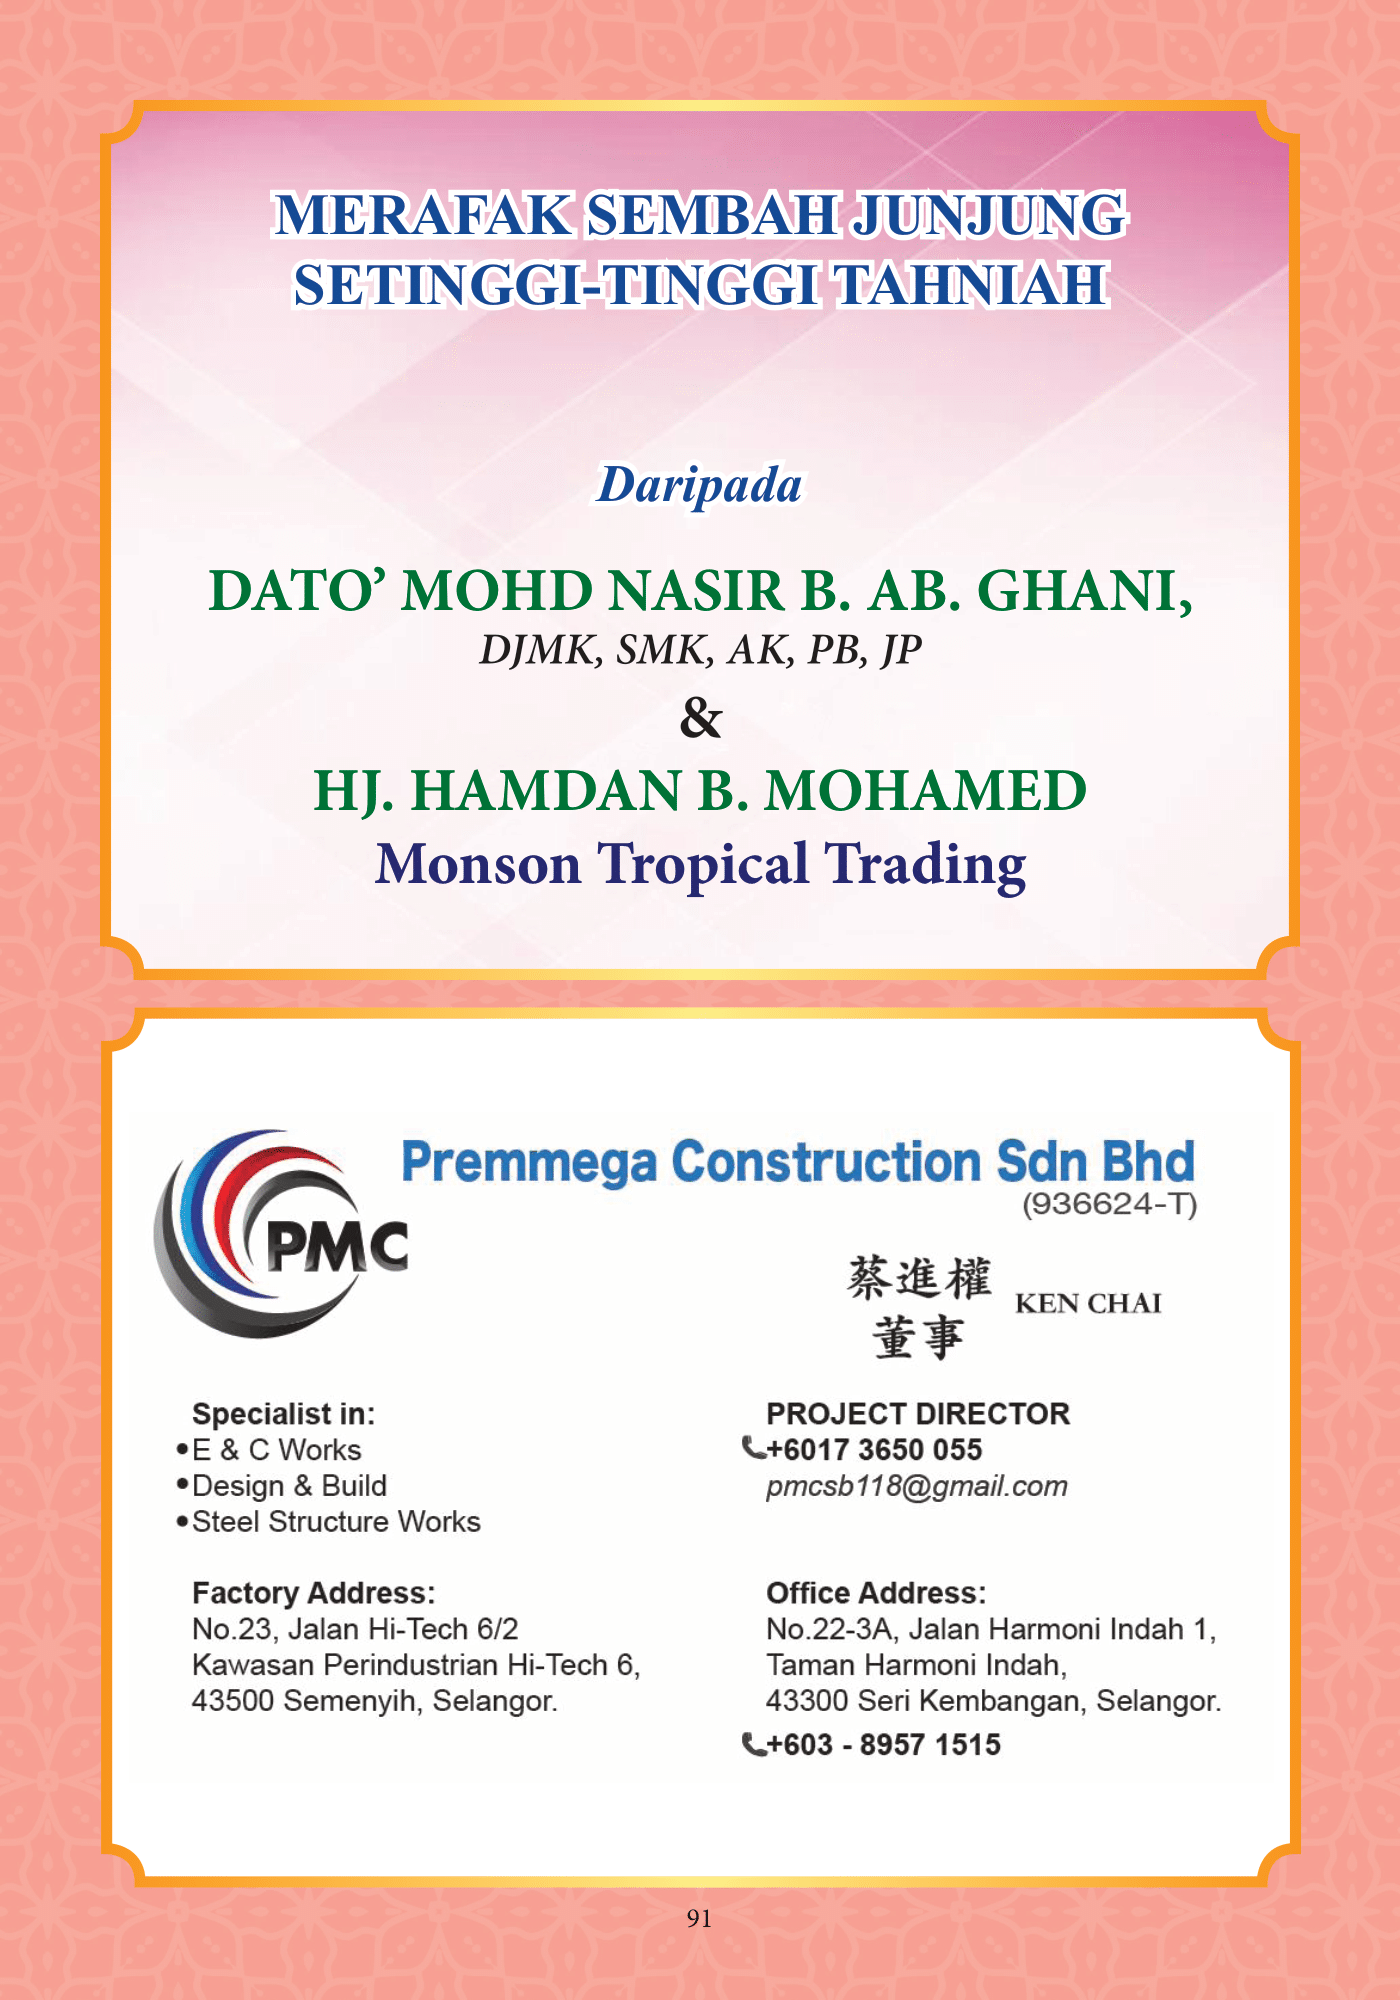 MERAFAK SEMBAH JUNJUNG
SETINGGI-TINGGI TAHNIAH
Daripada
DATO’ MOHD NASIR B. AB. GHANI,
DJMK, SMK, AK, PB, JP
&
HJ. HAMDAN B. MOHAMED
Monson Tropical Trading
PMC
Premmega Construction Sdn Bhd
(936624-T)
蔡進權
董事
KEN CHAI
Specialist in:
•E & C Works
•Design & Build
•Steel Structure Works
PROJECT DIRECTOR
+6017 3650 055
pmcsb118@gmail.com
Factory Address:
No.23, Jalan Hi-Tech 6/2
Kawasan Perindustrian Hi-Tech 6,
43500 Semenyih, Selangor.
Office Address:
No.22-3A, Jalan Harmoni Indah 1,
Taman Harmoni Indah,
43300 Seri Kembangan, Selangor.
+603 - 8957 1515
91